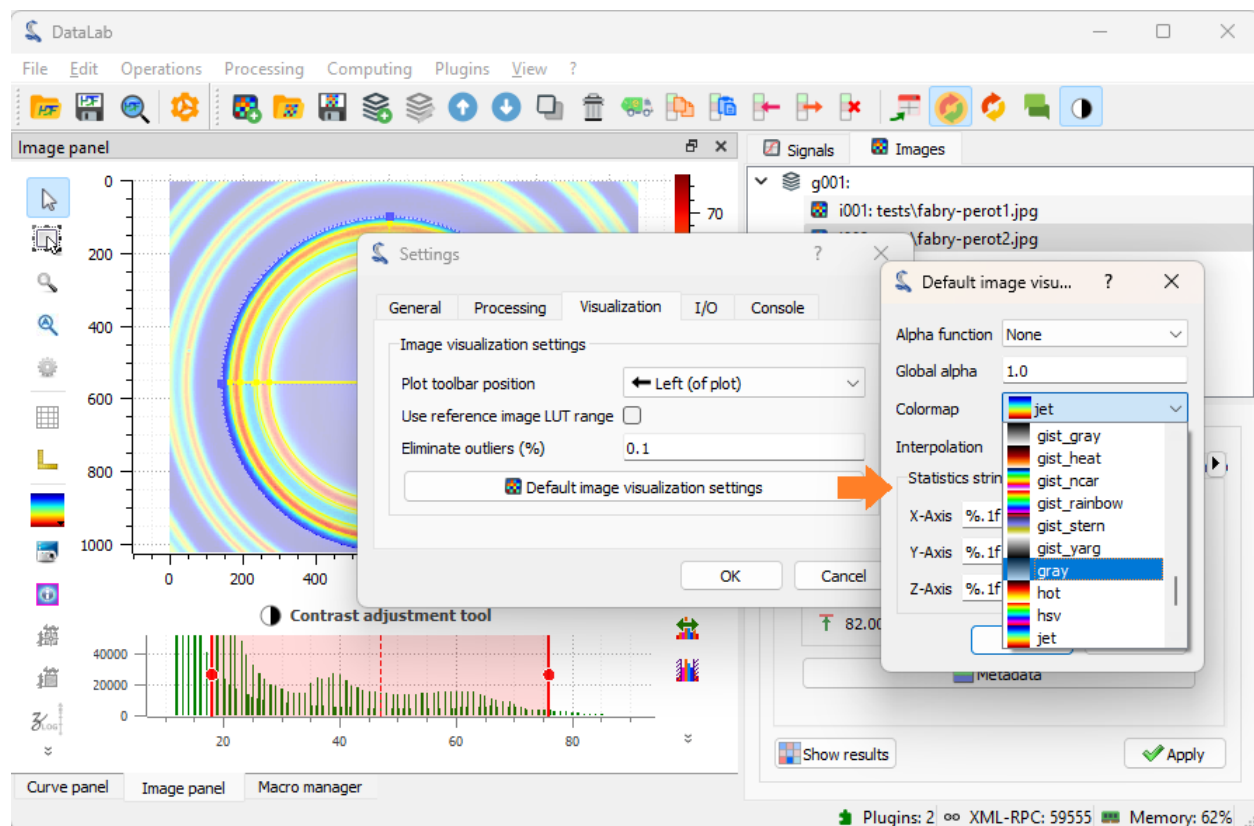 DataLab
File Edit Operations Processing Computing Plugins View ?
Image panel
Signals
Images
g001:
i001: tests\fabry-perot1.jpg
\fabry-perot2.jpg
0
200
400
600
800
1000
0 200 400
70
Settings ?
General Processing Visualization I/O Console
Image visualization settings
Plot toolbar position Left (of plot)
Use reference image LUT range
Eliminate outliers (%) 0.1
Default image visualization settings
OK Cancel
Default image visu... ?
Alpha function None
Global alpha 1.0
Colormap jet
Interpolation
gist_gray
gist_heat
gist_ncar
gist_rainbow
gist_stern
gist_yarg
gray
hot
hsv
jet
Statistics strin
X-Axis %.1f
Y-Axis %.1f
Z-Axis %.1f
82.00
Metadata
Contrast adjustment tool
40000
20000
0
20 40 60 80
LOG
Show results Apply
Curve panel Image panel Macro manager
Plugins: 2 XML-RPC: 59555 Memory: 62%